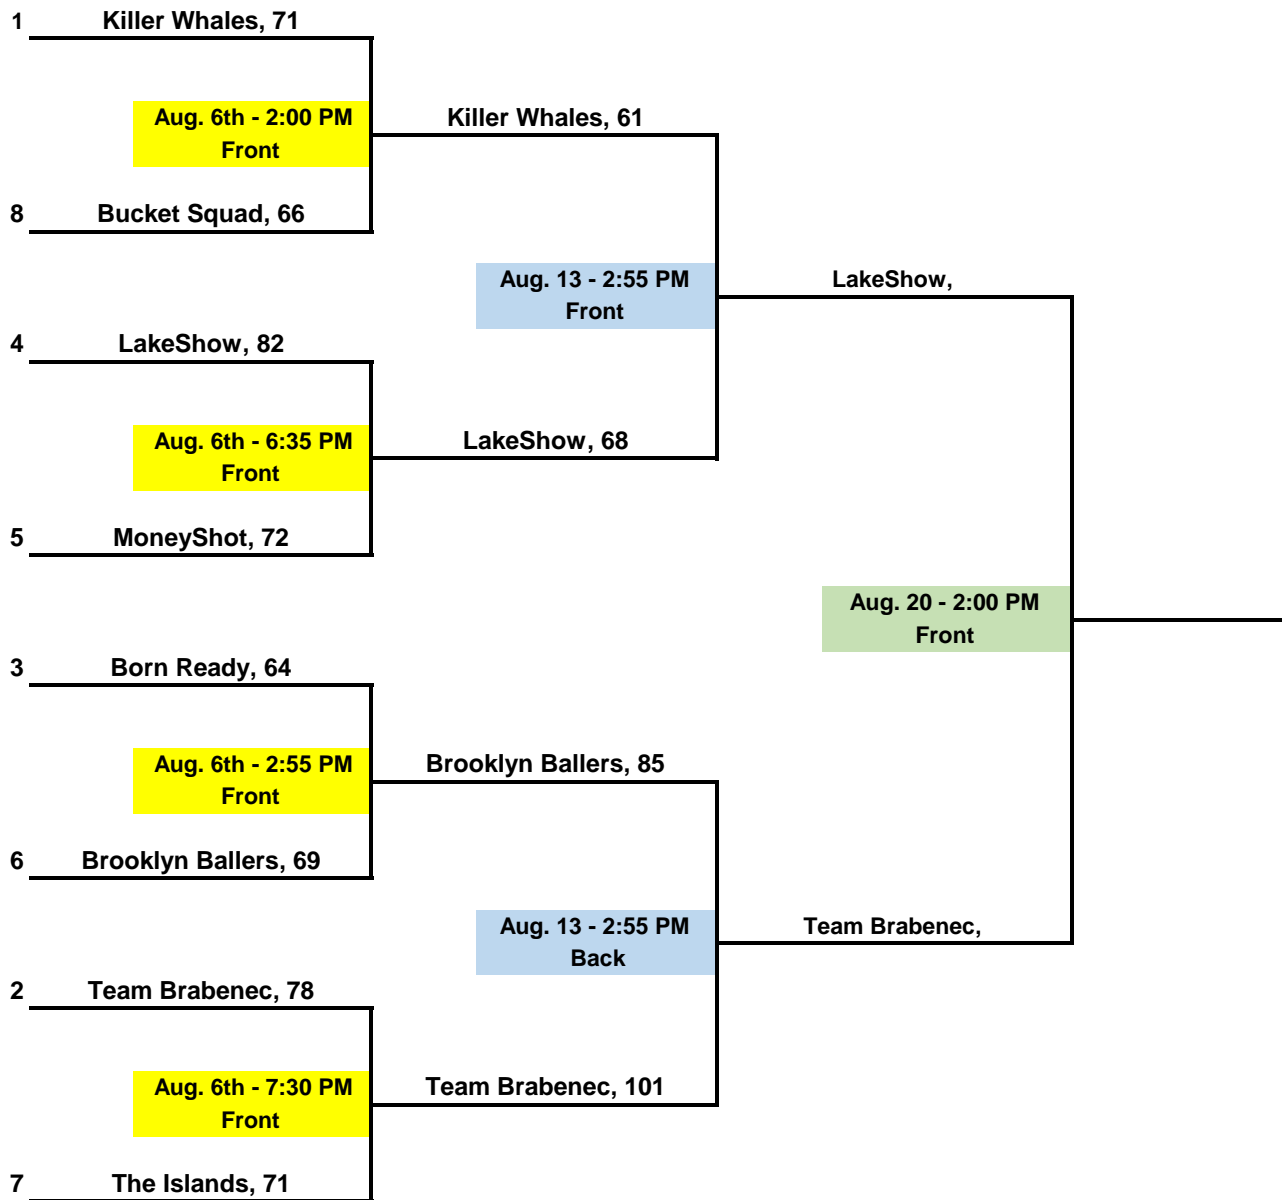 1 Killer Whales, 71
Aug. 6th - 2:00 PM
Front
Killer Whales, 61
8 Bucket Squad, 66
Aug. 13 - 2:55 PM
Front
LakeShow,
4 LakeShow, 82
Aug. 6th - 6:35 PM
Front
LakeShow, 68
5 MoneyShot, 72
Aug. 20 - 2:00 PM
Front
3 Born Ready, 64
Aug. 6th - 2:55 PM
Front
Brooklyn Ballers, 85
6 Brooklyn Ballers, 69
Aug. 13 - 2:55 PM
Back
Team Brabenec,
2 Team Brabenec, 78
Aug. 6th - 7:30 PM
Front
Team Brabenec, 101
7 The Islands, 71